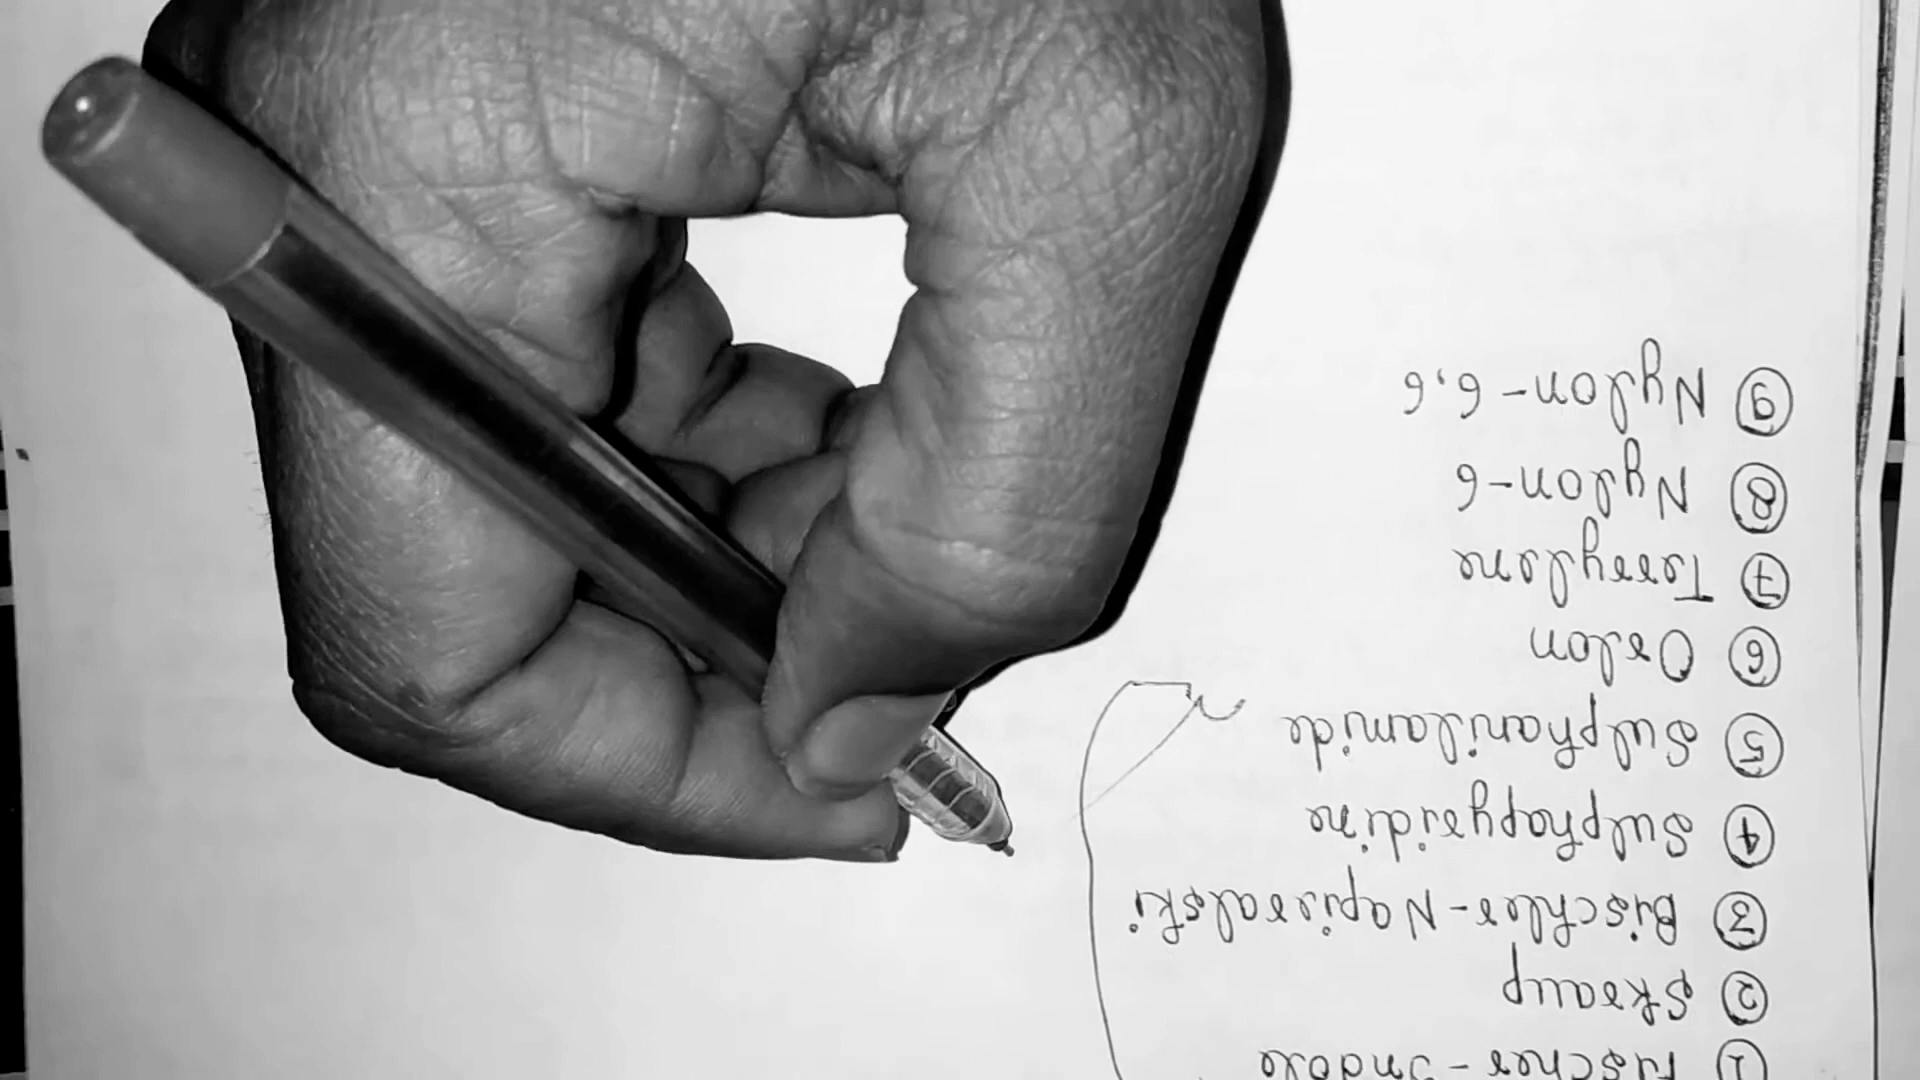 ① Fischer-Indole
② Skraup
③ Bischler-Napieralski
④ Sulphapyridine
⑤ Sulphanilamide
⑥ Orlon
⑦ Terrylene
⑧ Nylon-6
⑨ Nylon-6,6